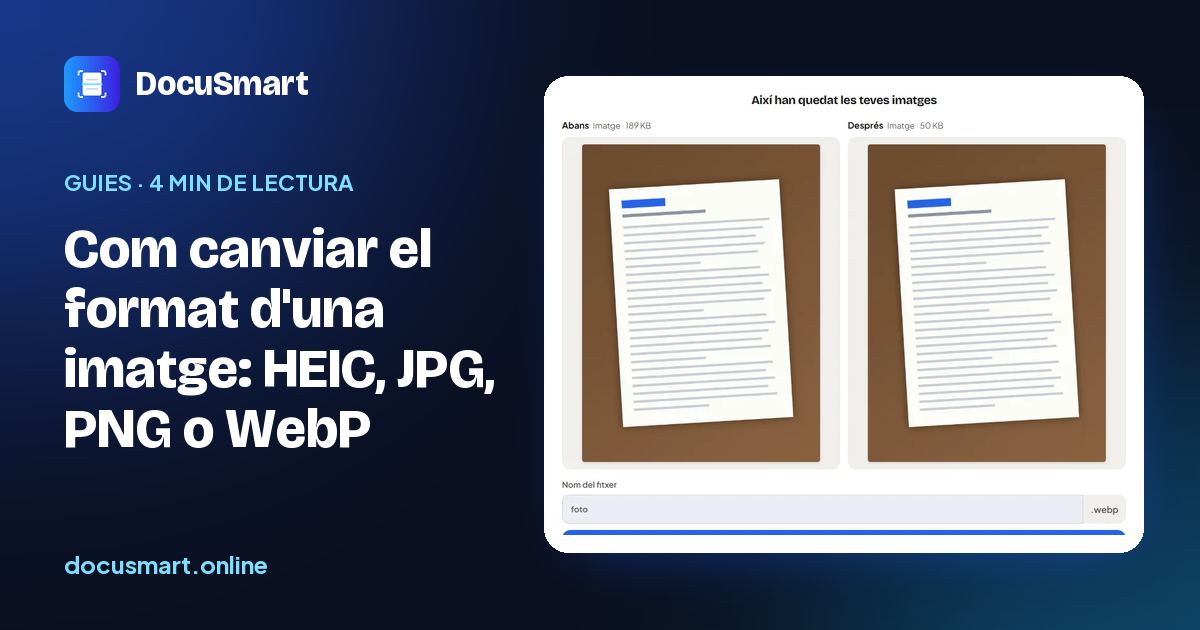 DocuSmart
GUIES · 4 MIN DE LECTURA
Com canviar el
format d'una
imatge: HEIC, JPG,
PNG o WebP
docusmart.online
Així han quedat les teves imatges
Abans Imatge · 189 KB
Després Imatge · 50 KB
Nom del fitxer
foto
.webp